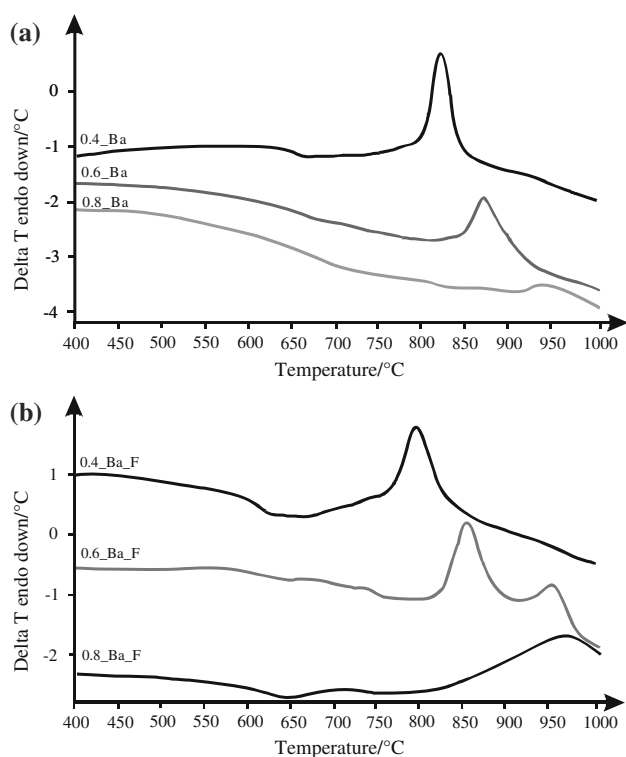 (a)
Delta T endo down/°C
0
-1
-2
-3
-4
0.4_Ba
0.6_Ba
0.8_Ba
400 450 500 550 600 650 700 750 800 850 900 950 1000
Temperature/°C
(b)
Delta T endo down/°C
1
0
-1
-2
0.4_Ba_F
0.6_Ba_F
0.8_Ba_F
400 450 500 550 600 650 700 750 800 850 900 950 1000
Temperature/°C